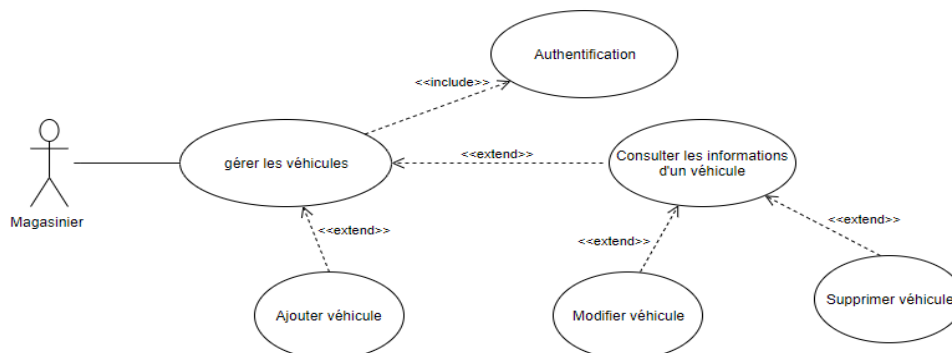 Authentification
<<include>>
gérer les véhicules
<<extend>>
Consulter les informations
d'un véhicule
Magasinier
<<extend>>
<<extend>>
<<extend>>
Ajouter véhicule
Modifier véhicule
Supprimer véhicule